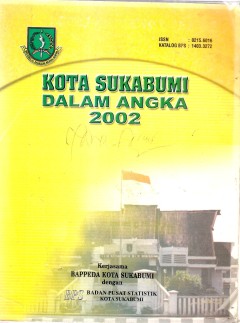 ISSN : 0215.6016
KATALOG BPS : 1403.3272
KOTA SUKABUMI
DALAM ANGKA
2002
Kerjasama
BAPPEDA KOTA SUKABUMI
dengan
BPS BADAN PUSAT STATISTIK
KOTA SUKABUMI